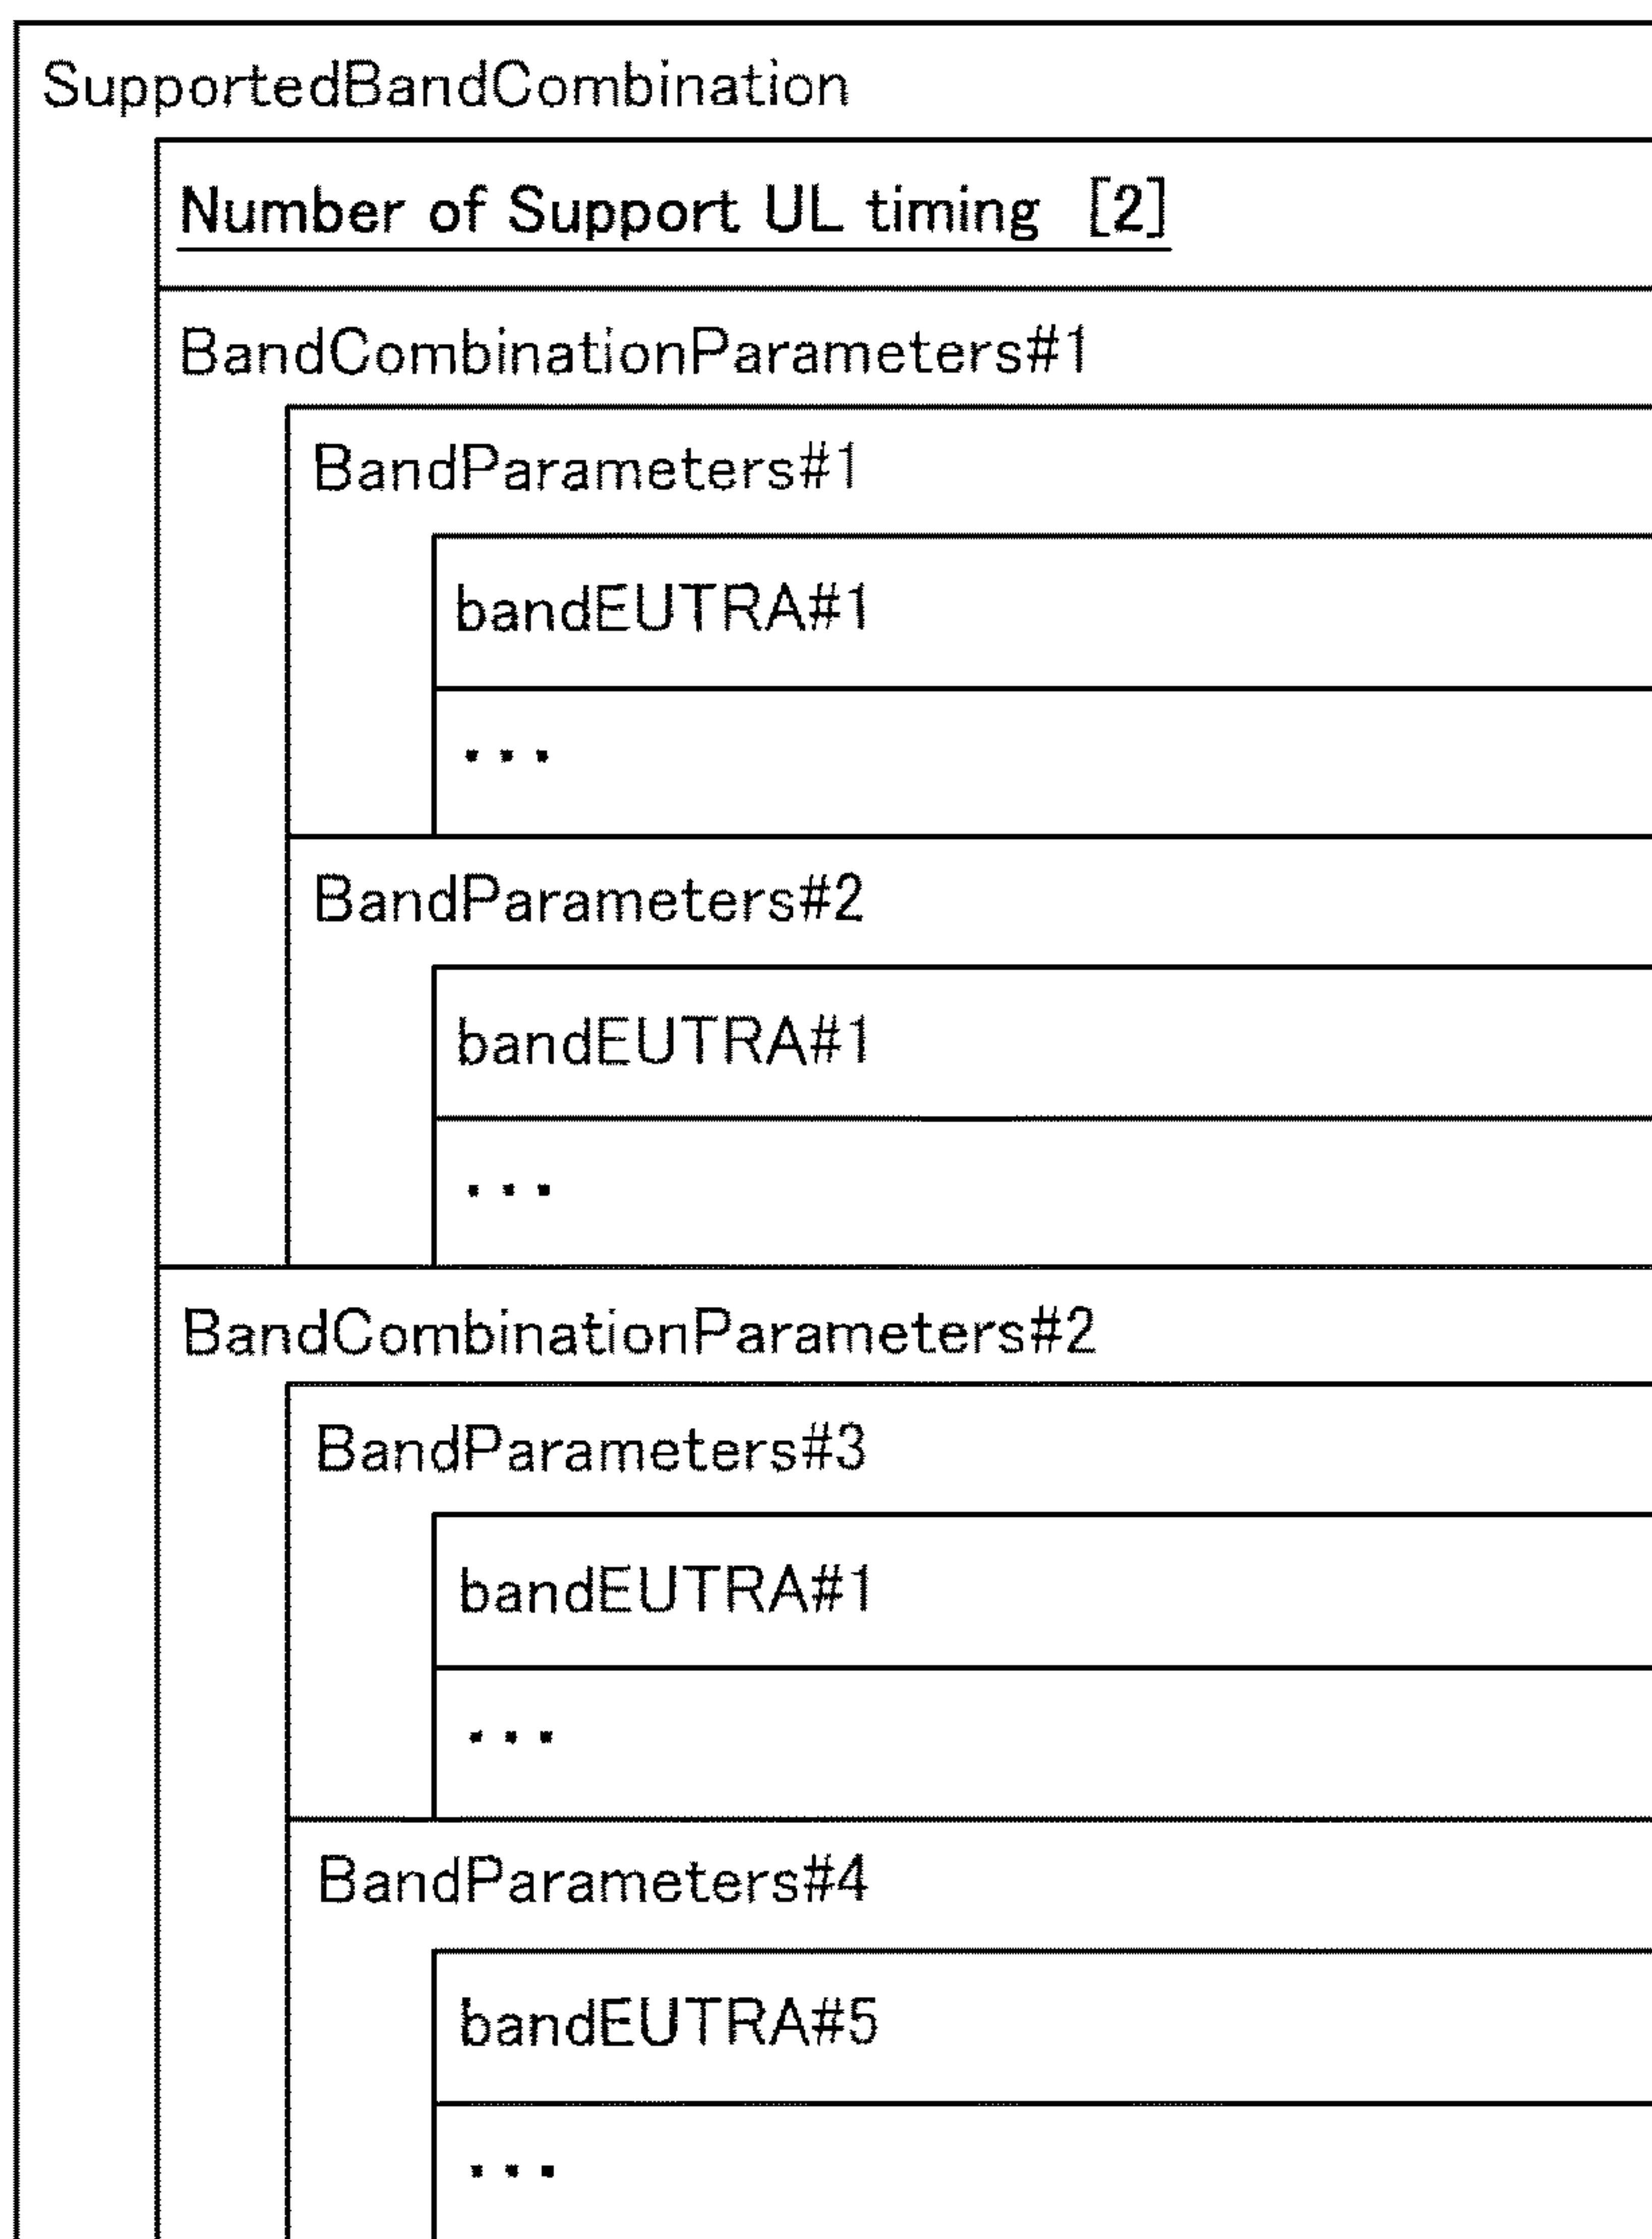 SupportedBandCombination
Number of Support UL timing [2]
BandCombinationParameters#1
BandParameters#1
bandEUTRA#1
...
BandParameters#2
bandEUTRA#1
...
BandCombinationParameters#2
BandParameters#3
bandEUTRA#1
...
BandParameters#4
bandEUTRA#5
...